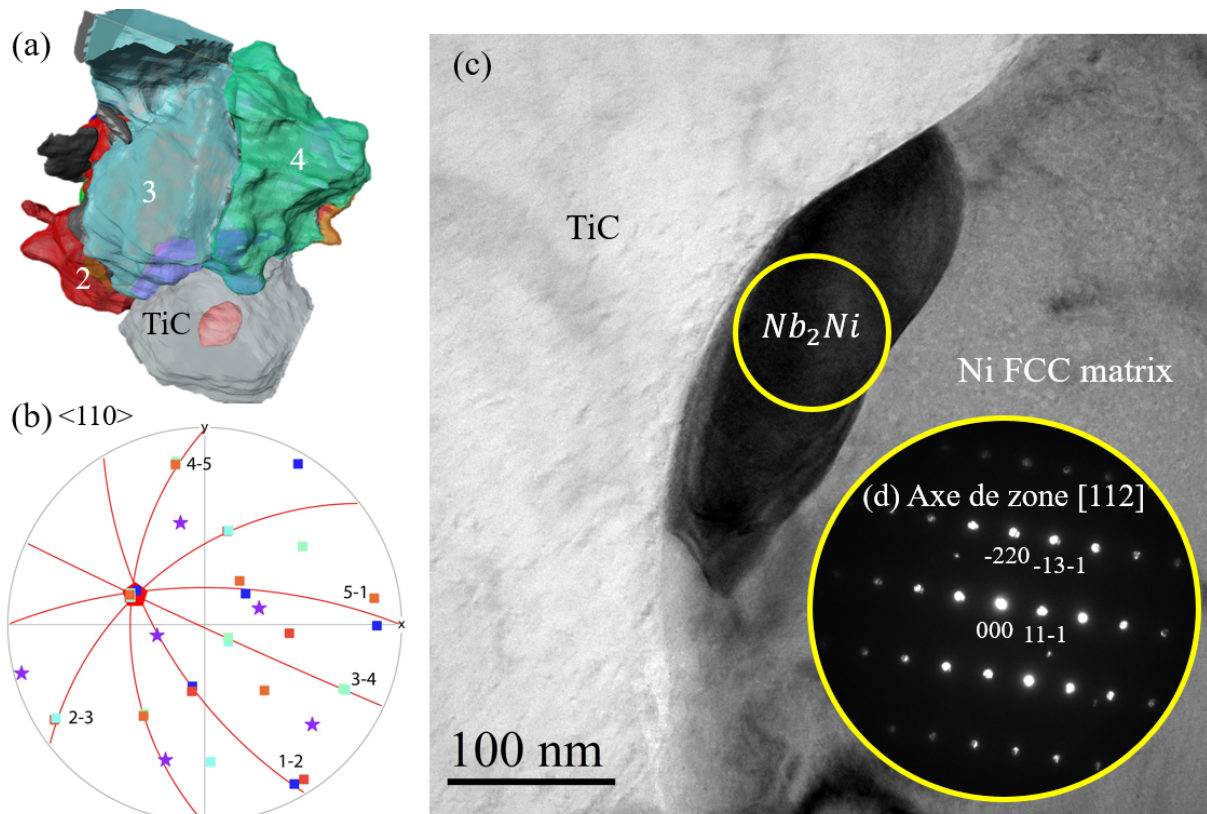 (a)
3
4
2
TiC
(b) <110>
y
4-5
5-1
x
3-4
2-3
1-2
(c)
TiC
Nb₂Ni
Ni FCC matrix
(d) Axe de zone [112]
-220 -13-1
000 11-1
100 nm